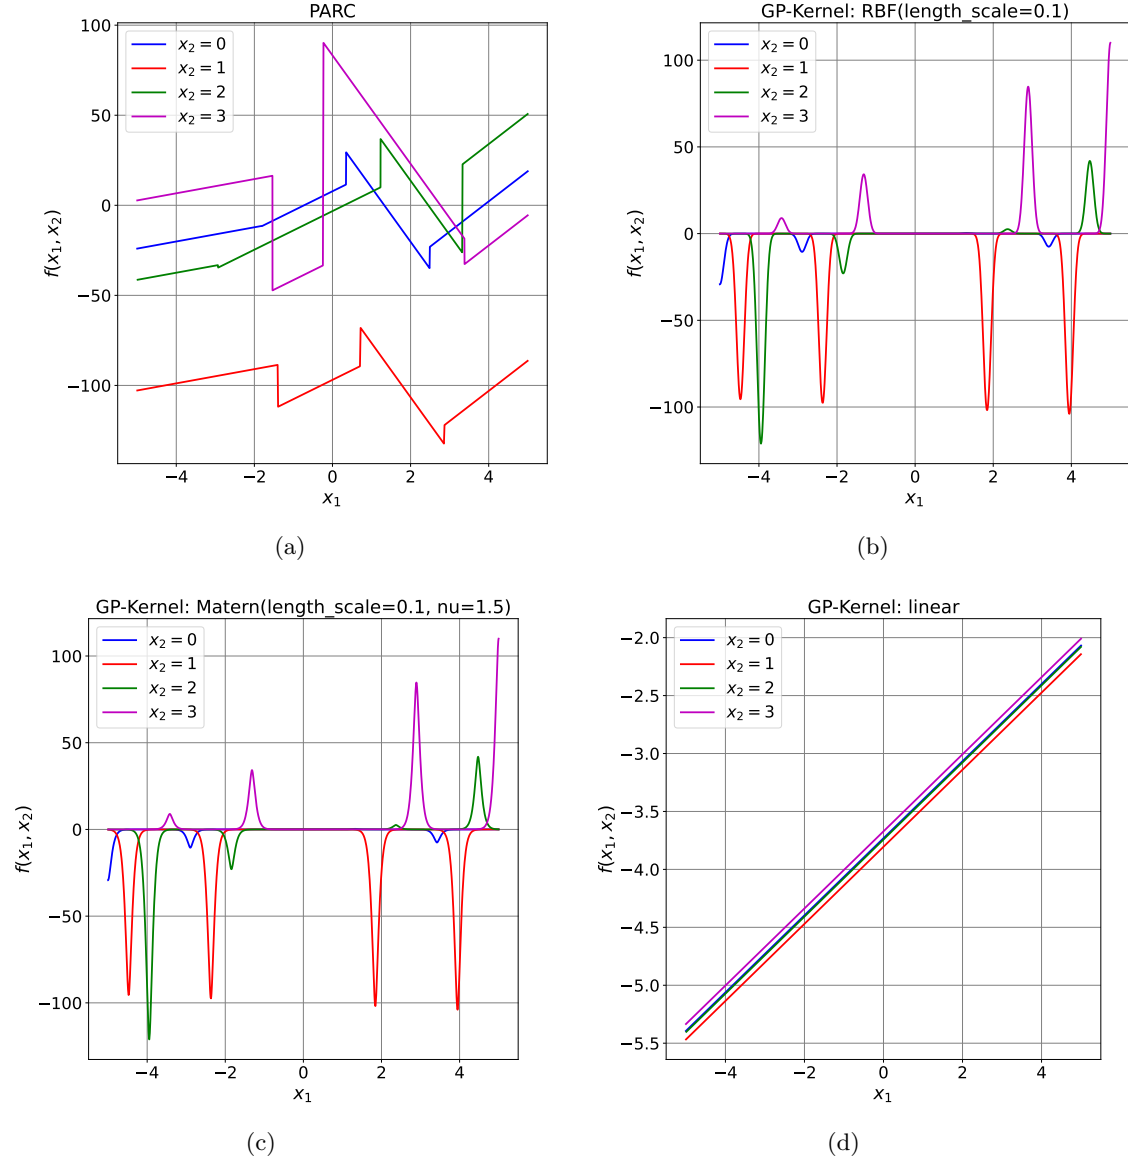 PARC
100
50
0
−50
−100
f(x₁, x₂)
x₂ = 0
x₂ = 1
x₂ = 2
x₂ = 3
−4 −2 0 2 4
x₁
(a)
GP-Kernel: RBF(length_scale=0.1)
100
50
0
−50
−100
f(x₁, x₂)
x₂ = 0
x₂ = 1
x₂ = 2
x₂ = 3
−4 −2 0 2 4
x₁
(b)
GP-Kernel: Matern(length_scale=0.1, nu=1.5)
100
50
0
−50
−100
f(x₁, x₂)
x₂ = 0
x₂ = 1
x₂ = 2
x₂ = 3
−4 −2 0 2 4
x₁
(c)
GP-Kernel: linear
−2.0
−2.5
−3.0
−3.5
−4.0
−4.5
−5.0
−5.5
f(x₁, x₂)
x₂ = 0
x₂ = 1
x₂ = 2
x₂ = 3
−4 −2 0 2 4
x₁
(d)